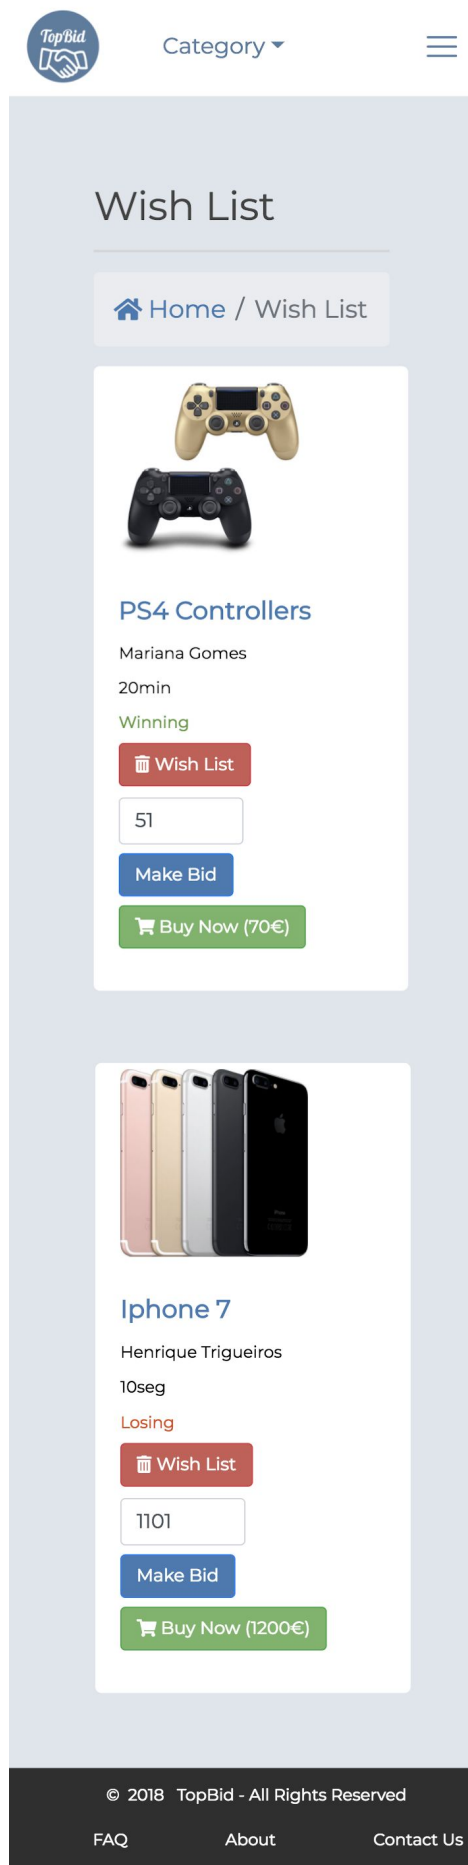 TopBid
Category
Wish List
Home / Wish List
PS4 Controllers
Mariana Gomes
20min
Winning
Wish List
51
Make Bid
Buy Now (70€)
Iphone 7
Henrique Trigueiros
10seg
Losing
Wish List
1101
Make Bid
Buy Now (1200€)
© 2018 TopBid - All Rights Reserved
FAQ About Contact Us